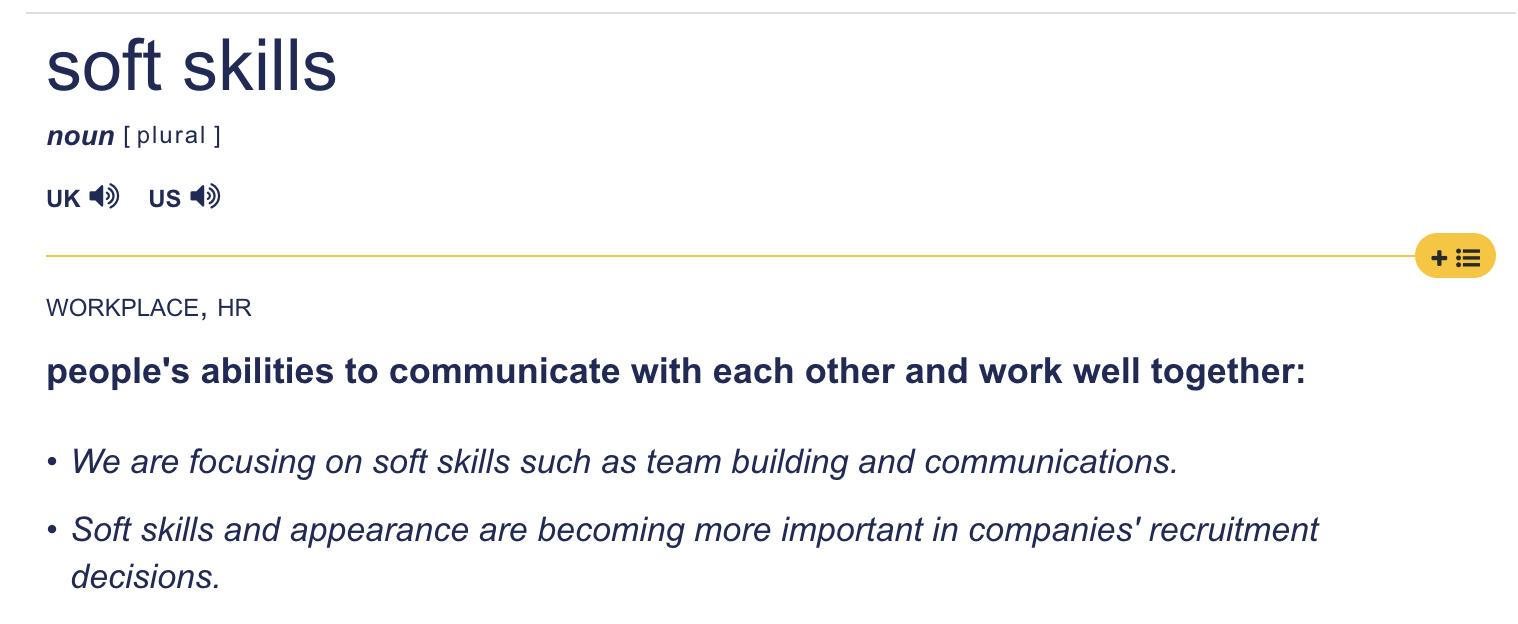 soft skills
noun [ plural ]
UK US
WORKPLACE, HR
people's abilities to communicate with each other and work well together:
• We are focusing on soft skills such as team building and communications.
• Soft skills and appearance are becoming more important in companies' recruitment
decisions.